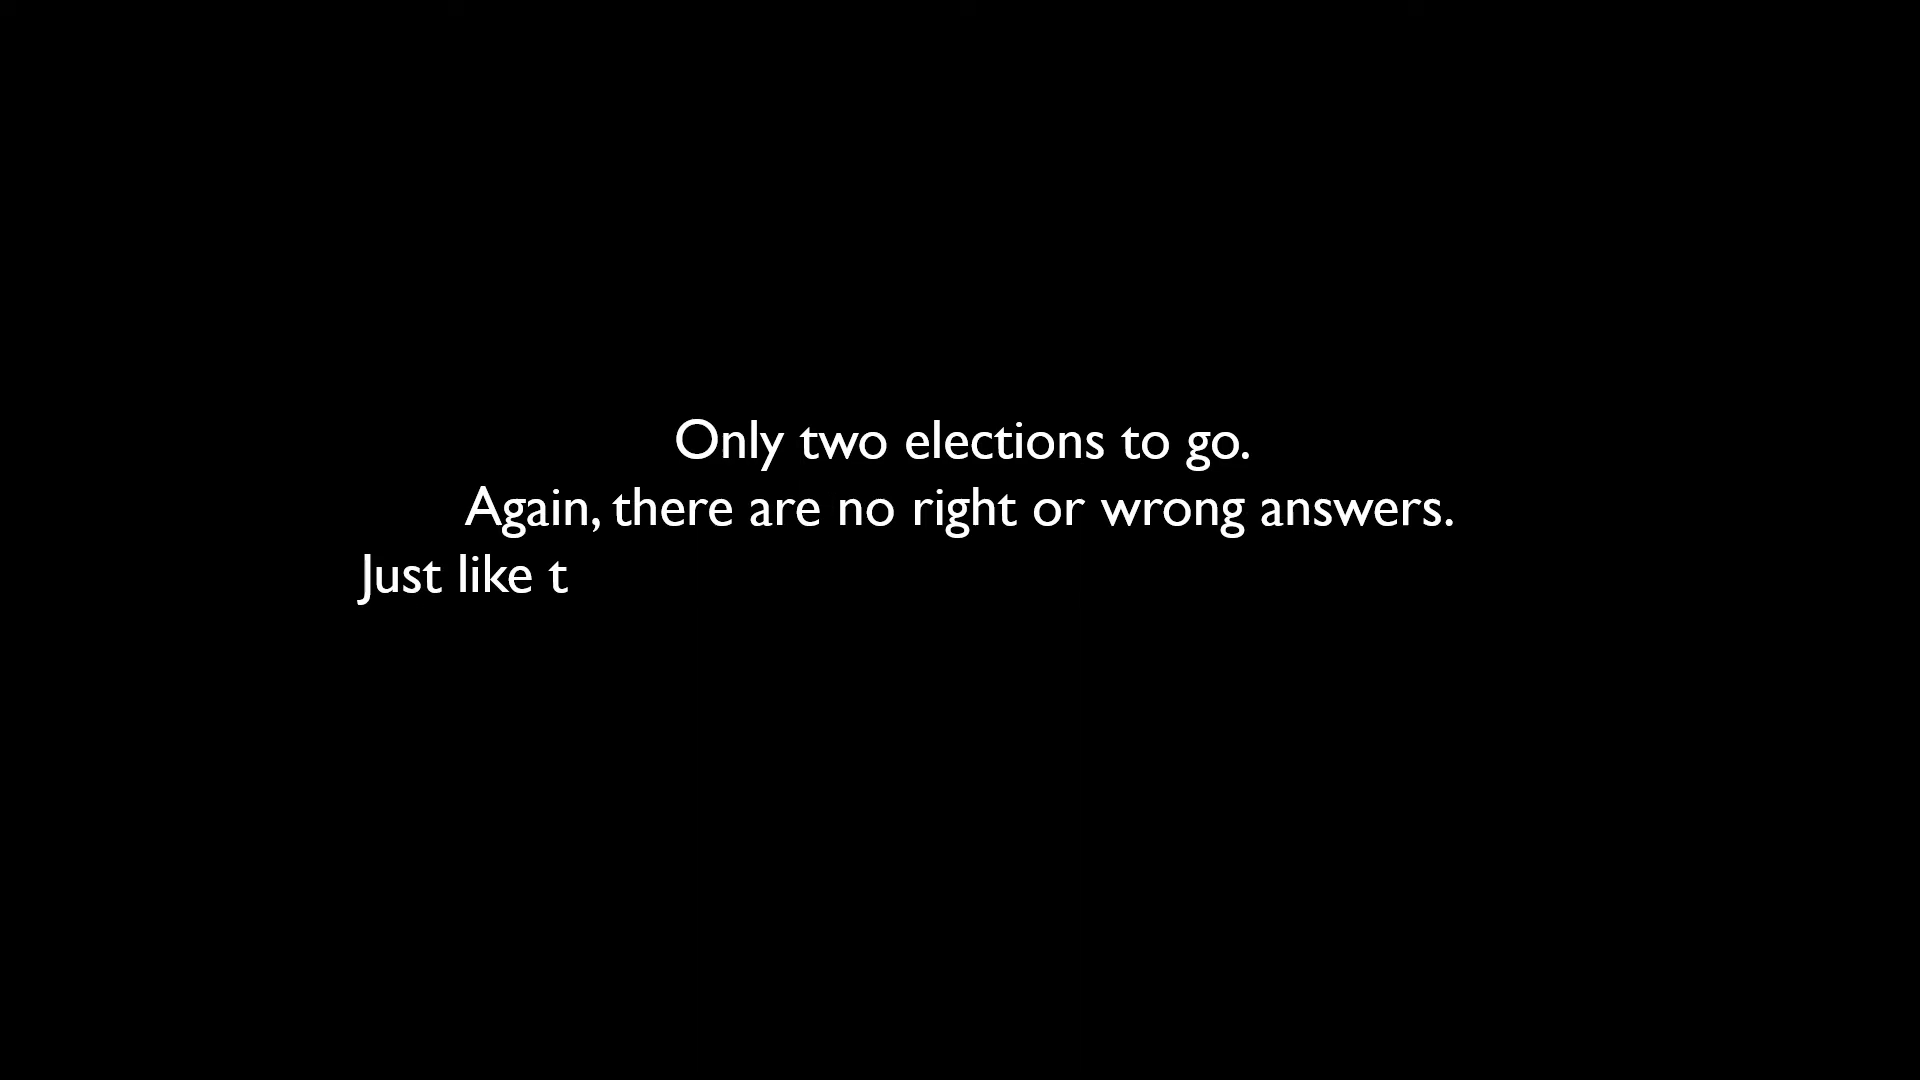 Only two elections to go.
Again, there are no right or wrong answers.
Just like t